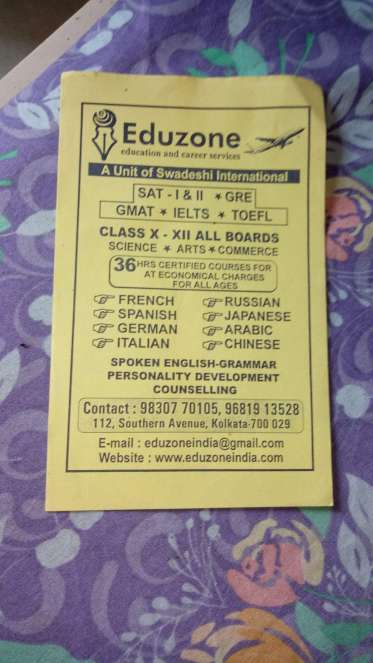 Eduzone
education and career services
A Unit of Swadeshi International
SAT - I & II ★ GRE
GMAT ★ IELTS ★ TOEFL
CLASS X - XII ALL BOARDS
SCIENCE ★ ARTS ★ COMMERCE
36 HRS CERTIFIED COURSES FOR
AT ECONOMICAL CHARGES
FOR ALL AGES
FRENCH
SPANISH
GERMAN
ITALIAN
RUSSIAN
JAPANESE
ARABIC
CHINESE
SPOKEN ENGLISH-GRAMMAR
PERSONALITY DEVELOPMENT
COUNSELLING
Contact : 98307 70105, 96819 13528
112, Southern Avenue, Kolkata-700 029
E-mail : eduzoneindia@gmail.com
Website : www.eduzoneindia.com